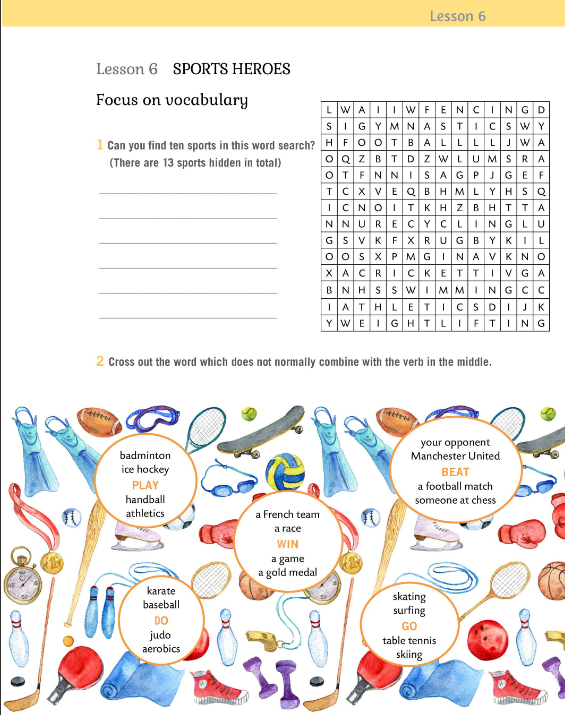 Lesson 6
Lesson 6 SPORTS HEROES
Focus on vocabulary
1 Can you find ten sports in this word search?
(There are 13 sports hidden in total)
L W A I I W F E N C I N G D
S I G Y M N A S T I C S W Y
H F O O T B A L L L L J W A
O Q Z B T D Z W L U M S R A
O T F N N I S A G P J G E F
T C X V E Q B H M L Y H S Q
I C N O I T K H Z B H T T A
N N U R E C Y C L I N G L U
G S V K F X R U G B Y K I L
O O S X P M G I N A V K N O
X A C R I C K E T T I V G A
B N H S S W I M M I N G C C
I A T H L E T I C S D I J K
Y W E I G H T L I F T I N G
2 Cross out the word which does not normally combine with the verb in the middle.
badminton
ice hockey
PLAY
handball
athletics
your opponent
Manchester United
BEAT
a football match
someone at chess
a French team
a race
WIN
a game
a gold medal
karate
baseball
DO
judo
aerobics
skating
surfing
GO
table tennis
skiing